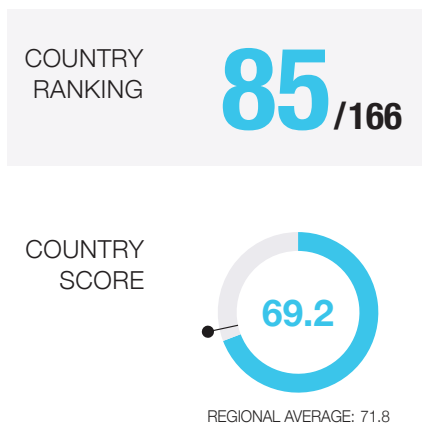 COUNTRY
RANKING
85/166
COUNTRY
SCORE
69.2
REGIONAL AVERAGE: 71.8